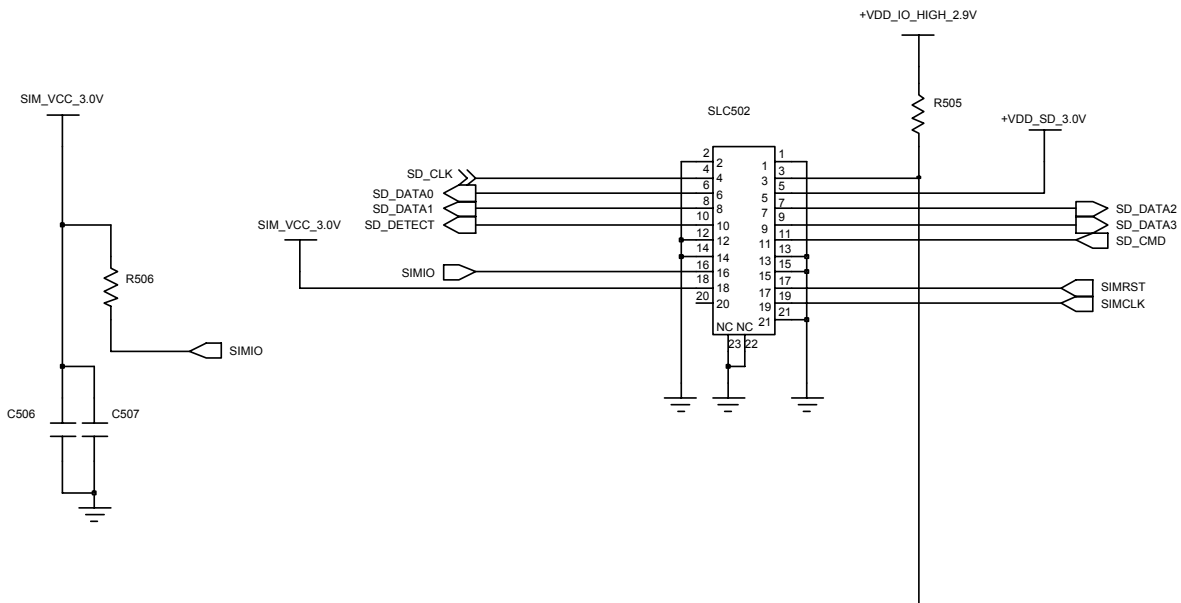 +VDD_IO_HIGH_2.9V
SIM_VCC_3.0V
R505
SLC502
+VDD_SD_3.0V
2 1
2 1
SD_CLK 4 4 3 3
SD_DATA0 6 6 5 5
SD_DATA1 8 8 7 7 SD_DATA2
SD_DETECT 10 10 9 9 SD_DATA3
SIM_VCC_3.0V 12 12 11 11 SD_CMD
14 14 13 13
SIMIO 16 16 15 15
R506
18 18 17 17 SIMRST
20 20 19 19 SIMCLK
NC NC 21 21
23 22
SIMIO
C506 C507